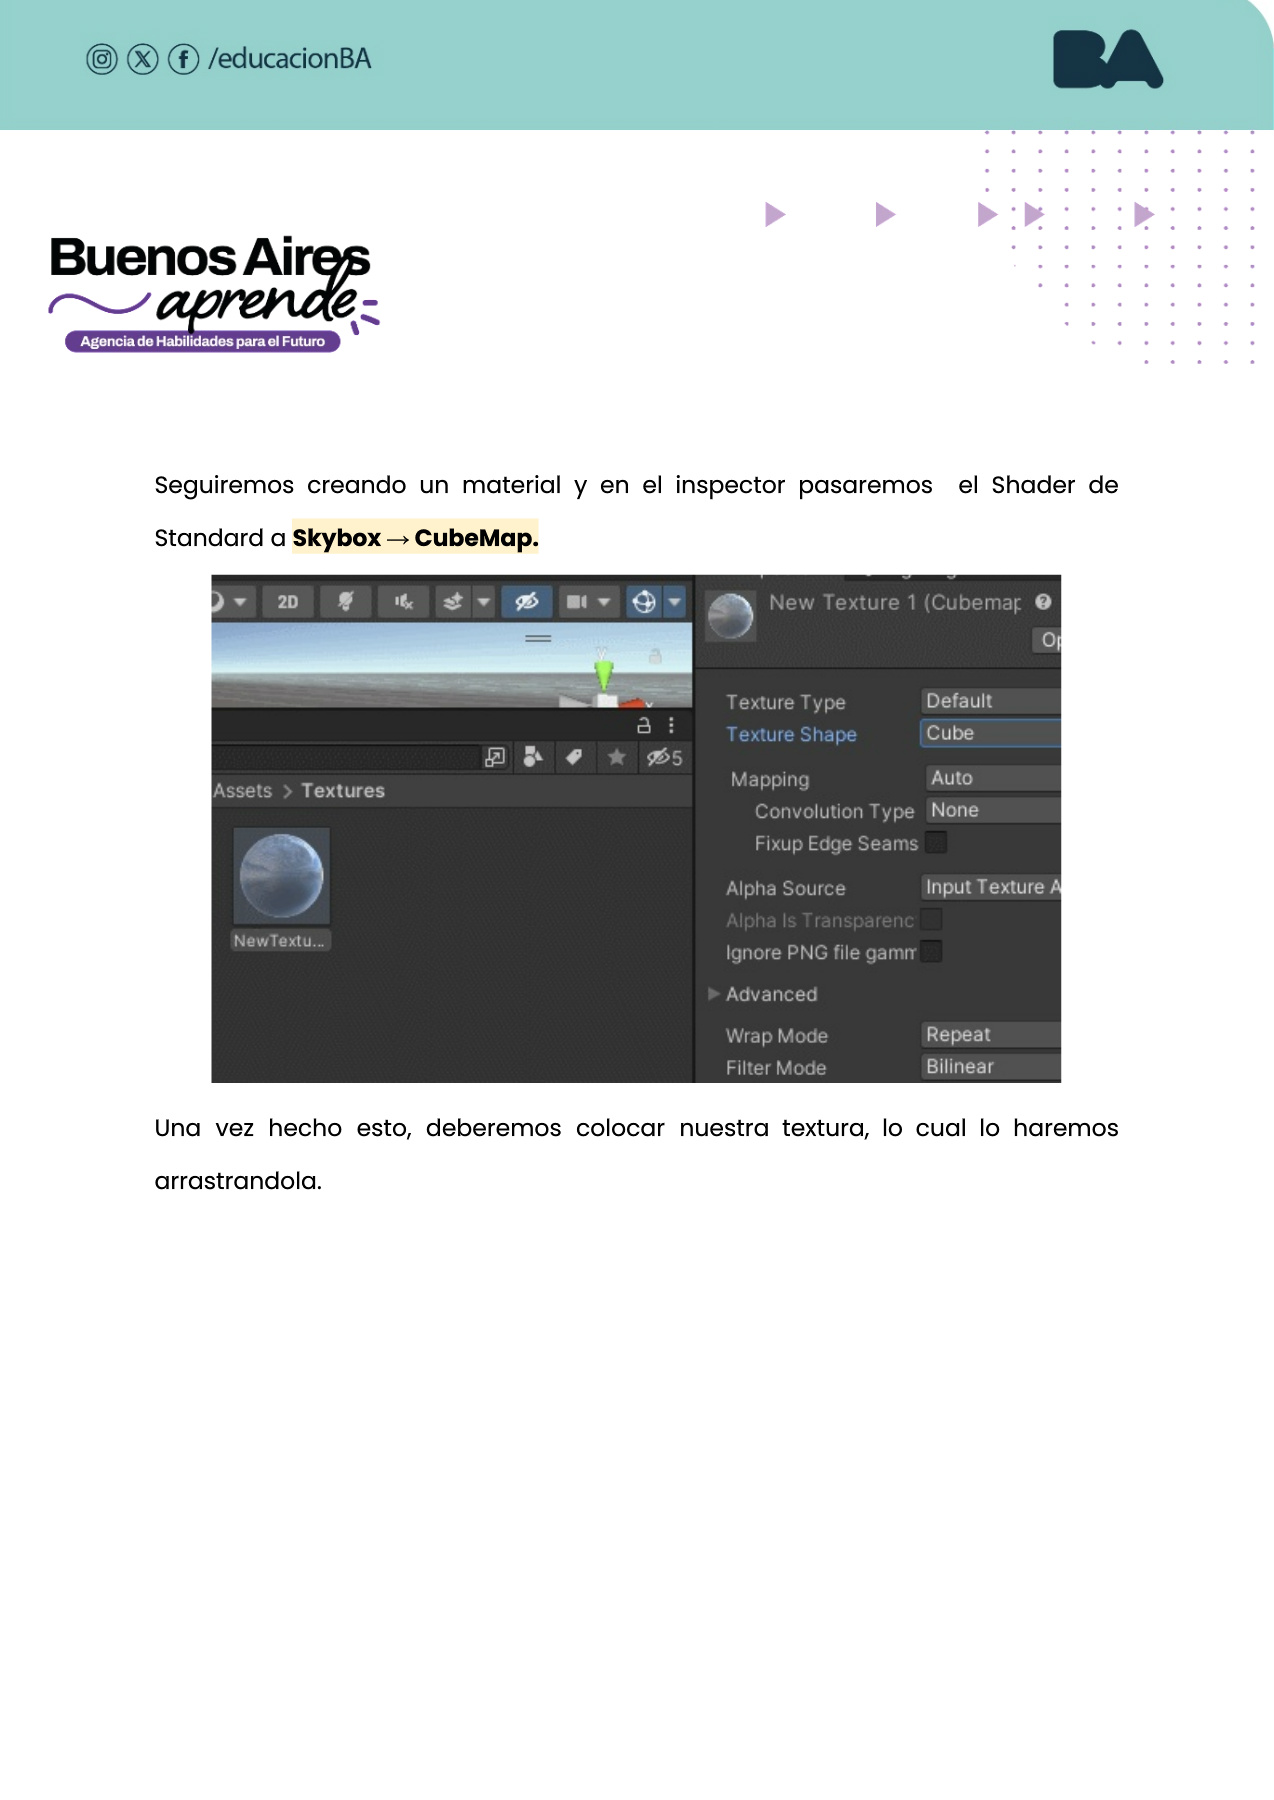 /educacionBA
BA
Buenos Aires
aprende
Agencia de Habilidades para el Futuro
Seguiremos creando un material y en el inspector pasaremos el Shader de
Standard a Skybox → CubeMap.
2D
New Texture 1 (Cubemap
Op
Texture Type Default
Texture Shape Cube
5
Mapping Auto
Assets > Textures
Convolution Type None
Fixup Edge Seams
Alpha Source Input Texture A
Alpha Is Transparenc
NewTextu...
Ignore PNG file gamm
Advanced
Wrap Mode Repeat
Filter Mode Bilinear
Una vez hecho esto, deberemos colocar nuestra textura, lo cual lo haremos
arrastrandola.